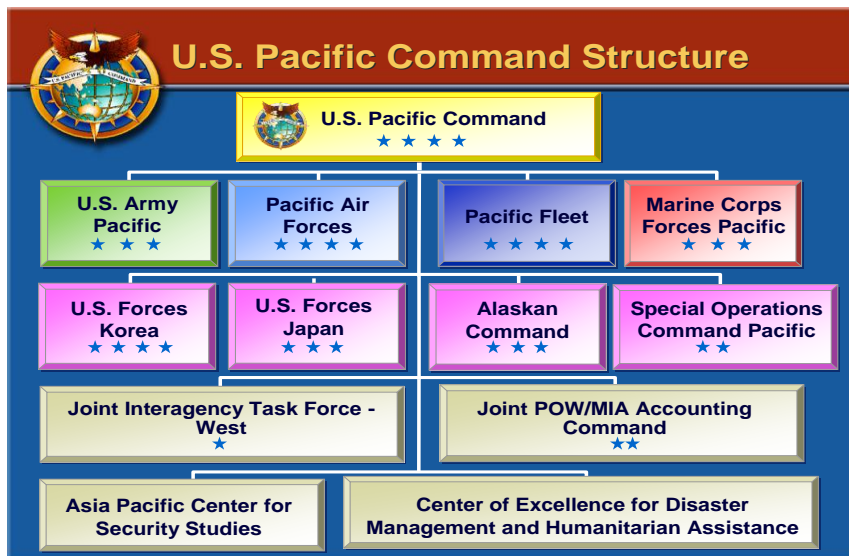 U.S. Pacific Command Structure
U.S. PACIFIC COMMAND
U.S. Pacific Command
U.S. Army
Pacific
Pacific Air
Forces
Pacific Fleet
Marine Corps
Forces Pacific
U.S. Forces
Korea
U.S. Forces
Japan
Alaskan
Command
Special Operations
Command Pacific
Joint Interagency Task Force -
West
Joint POW/MIA Accounting
Command
Asia Pacific Center for
Security Studies
Center of Excellence for Disaster
Management and Humanitarian Assistance